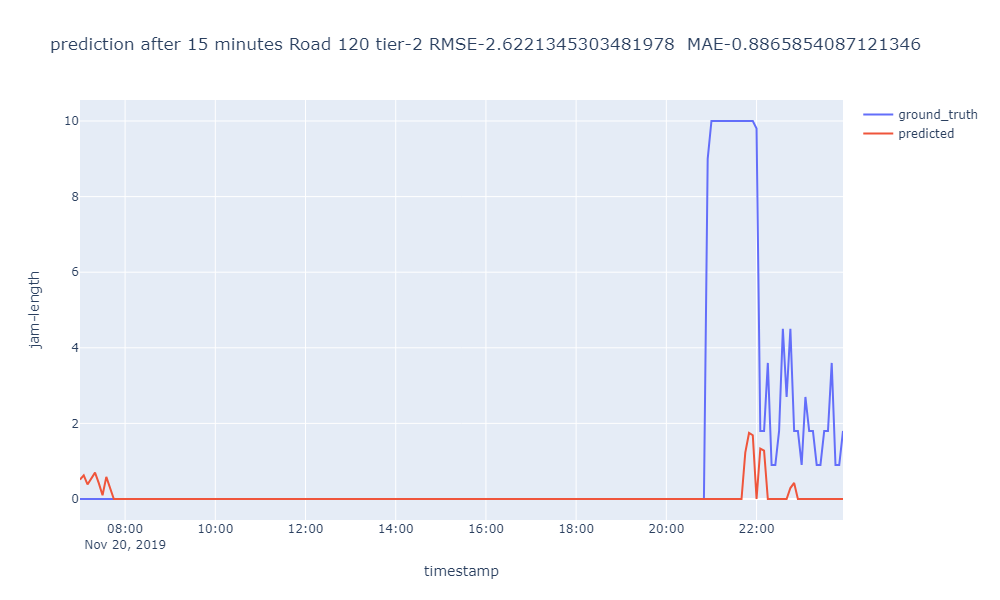 prediction after 15 minutes Road 120 tier-2 RMSE-2.6221345303481978  MAE-0.8865854087121346
ground_truth
predicted
10
8
6
4
2
0
jam-length
08:00 10:00 12:00 14:00 16:00 18:00 20:00 22:00
Nov 20, 2019
timestamp